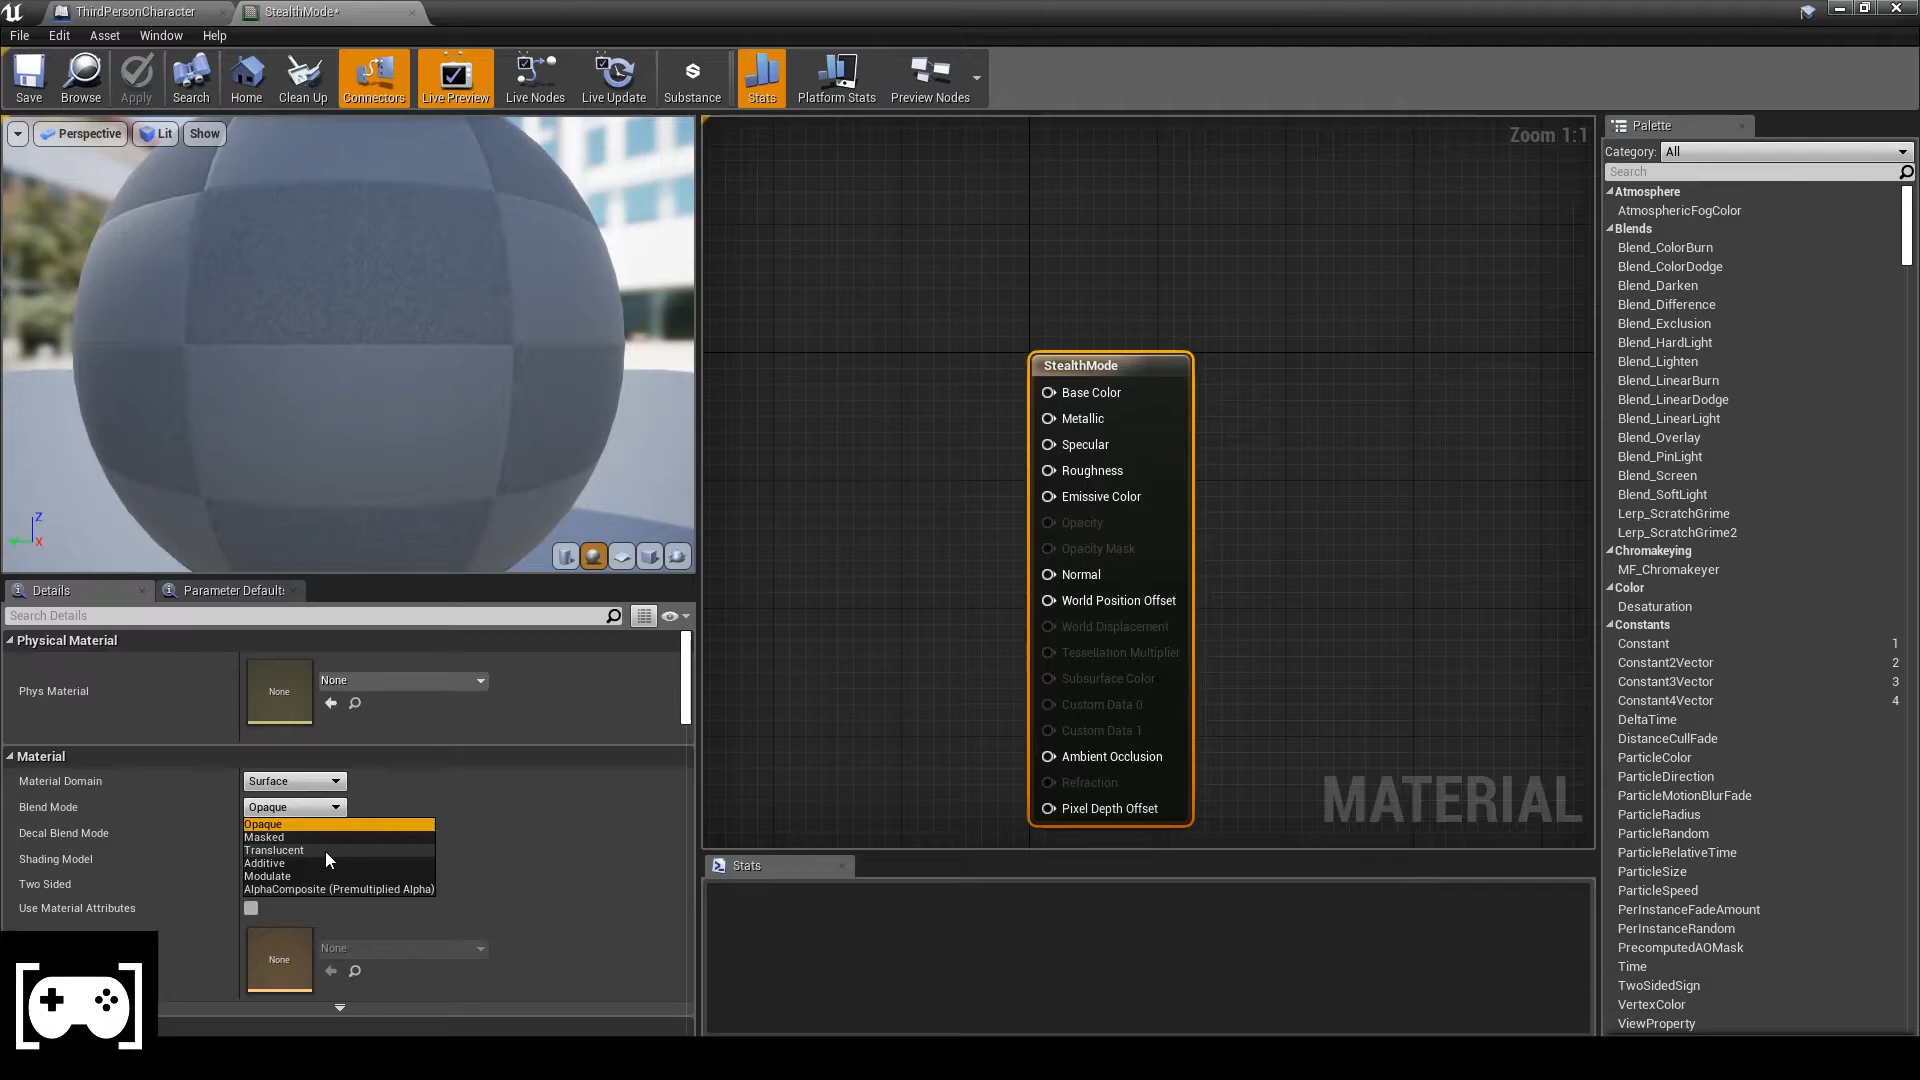 ThirdPersonCharacter
StealthMode*
File Edit Asset Window Help
Save Browse Apply Search Home Clean Up Connectors Live Preview Live Nodes Live Update Substance Stats Platform Stats Preview Nodes
Perspective Lit Show
Z
X
Zoom 1:1
StealthMode
Base Color
Metallic
Specular
Roughness
Emissive Color
Opacity
Opacity Mask
Normal
World Position Offset
World Displacement
Tessellation Multiplier
Subsurface Color
Custom Data 0
Custom Data 1
Ambient Occlusion
Refraction
Pixel Depth Offset
MATERIAL
Stats
Details
Parameter Defaults
Search Details
Physical Material
Phys Material
None
None
Material
Material Domain
Surface
Blend Mode
Opaque
Decal Blend Mode
Shading Model
Two Sided
Use Material Attributes
Opaque
Masked
Translucent
Additive
Modulate
AlphaComposite (Premultiplied Alpha)
None
None
Palette
Category: All
Search
Atmosphere
AtmosphericFogColor
Blends
Blend_ColorBurn
Blend_ColorDodge
Blend_Darken
Blend_Difference
Blend_Exclusion
Blend_HardLight
Blend_Lighten
Blend_LinearBurn
Blend_LinearDodge
Blend_LinearLight
Blend_Overlay
Blend_PinLight
Blend_Screen
Blend_SoftLight
Lerp_ScratchGrime
Lerp_ScratchGrime2
Chromakeying
MF_Chromakeyer
Color
Desaturation
Constants
Constant 1
Constant2Vector 2
Constant3Vector 3
Constant4Vector 4
DeltaTime
DistanceCullFade
ParticleColor
ParticleDirection
ParticleMotionBlurFade
ParticleRadius
ParticleRandom
ParticleRelativeTime
ParticleSize
ParticleSpeed
PerInstanceFadeAmount
PerInstanceRandom
PrecomputedAOMask
Time
TwoSidedSign
VertexColor
ViewProperty